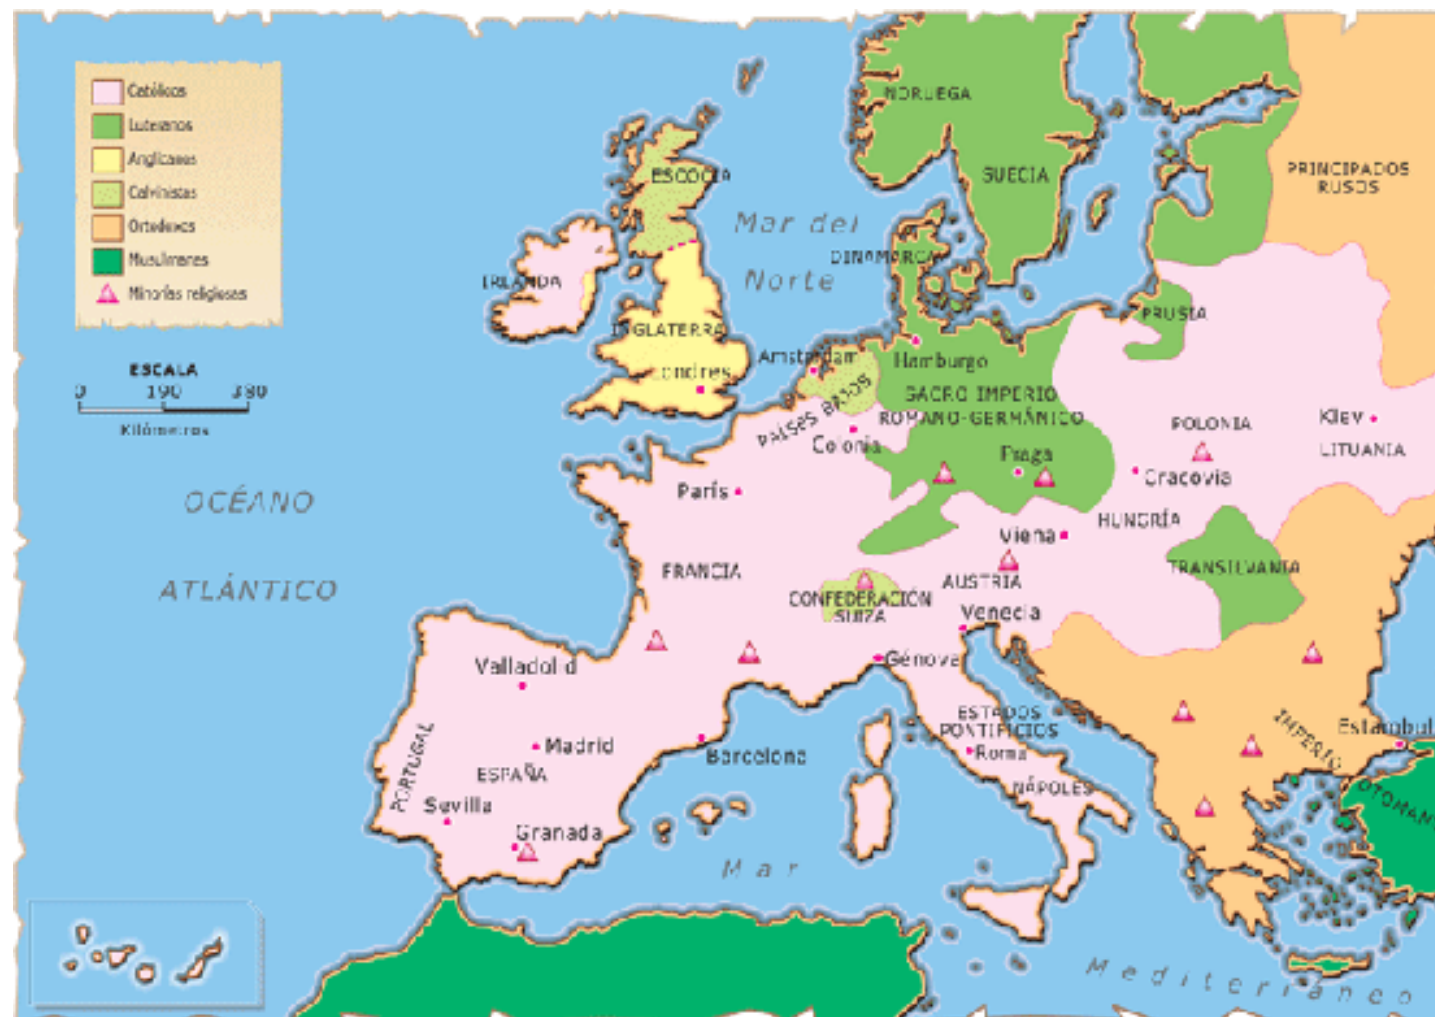 Católicos
Luteranos
Anglicanos
Calvinistas
Ortodoxos
Musulmanes
Minorías religiosas
ESCALA
0 190 380
Kilómetros
OCÉANO
ATLÁNTICO
Mar del
Norte
NORUEGA
SUECIA
PRINCIPADOS
RUSOS
ESCOCIA
IRLANDA
INGLATERRA
Londres
DINAMARCA
PRUSIA
Amsterdam
Hamburgo
PAÍSES BAJOS
SACRO IMPERIO
ROMANO-GERMÁNICO
Colonia
Praga
POLONIA
Cracovia
Kiev
LITUANIA
París
HUNGRÍA
Viena
FRANCIA
AUSTRIA
TRANSILVANIA
CONFEDERACIÓN
SUIZA
Venecia
Génova
Valladolid
PORTUGAL
Madrid
ESPAÑA
Barcelona
Sevilla
Granada
ESTADOS
PONTIFICIOS
Roma
NÁPOLES
IMPERIO
OTOMAN
Estambul
Mar
Mediterráneo